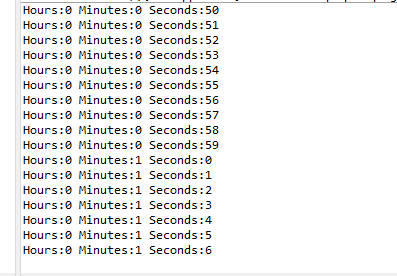 Hours:0 Minutes:0 Seconds:50
Hours:0 Minutes:0 Seconds:51
Hours:0 Minutes:0 Seconds:52
Hours:0 Minutes:0 Seconds:53
Hours:0 Minutes:0 Seconds:54
Hours:0 Minutes:0 Seconds:55
Hours:0 Minutes:0 Seconds:56
Hours:0 Minutes:0 Seconds:57
Hours:0 Minutes:0 Seconds:58
Hours:0 Minutes:0 Seconds:59
Hours:0 Minutes:1 Seconds:0
Hours:0 Minutes:1 Seconds:1
Hours:0 Minutes:1 Seconds:2
Hours:0 Minutes:1 Seconds:3
Hours:0 Minutes:1 Seconds:4
Hours:0 Minutes:1 Seconds:5
Hours:0 Minutes:1 Seconds:6